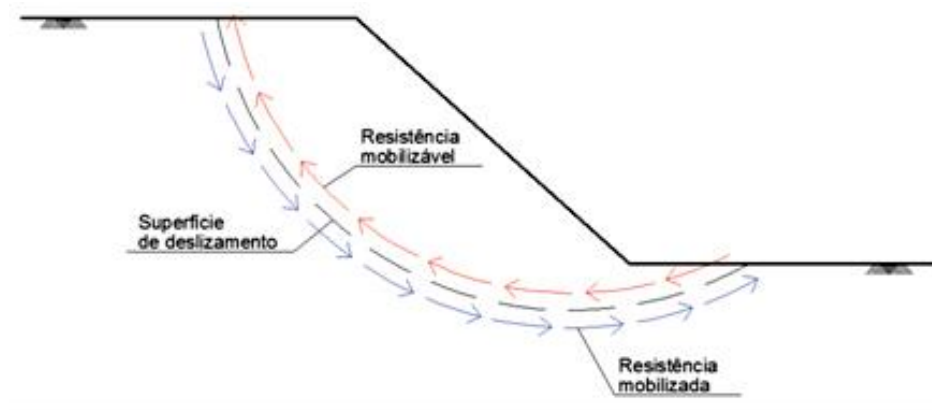 Resistência
mobilizável
Superfície
de deslizamento
Resistência
mobilizada